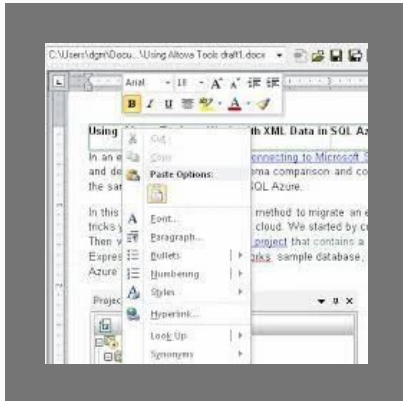 C:\Users\dgm\Docu...\Using Altova Tools draft1.docx
Arial 18
B I U A
Using th XML Data in SQL Az
In an e onnecting to Microsoft S
and de ma comparison and co
the sa SQL Azure.
In this method to migrate an e
tricks y cloud. We started by c
Then w project that contains a
Expres orks sample database,
Azure
Cut
Copy
Paste Options:
Font...
Paragraph...
Bullets
Numbering
Styles
Hyperlink...
Look Up
Synonyms
Projec